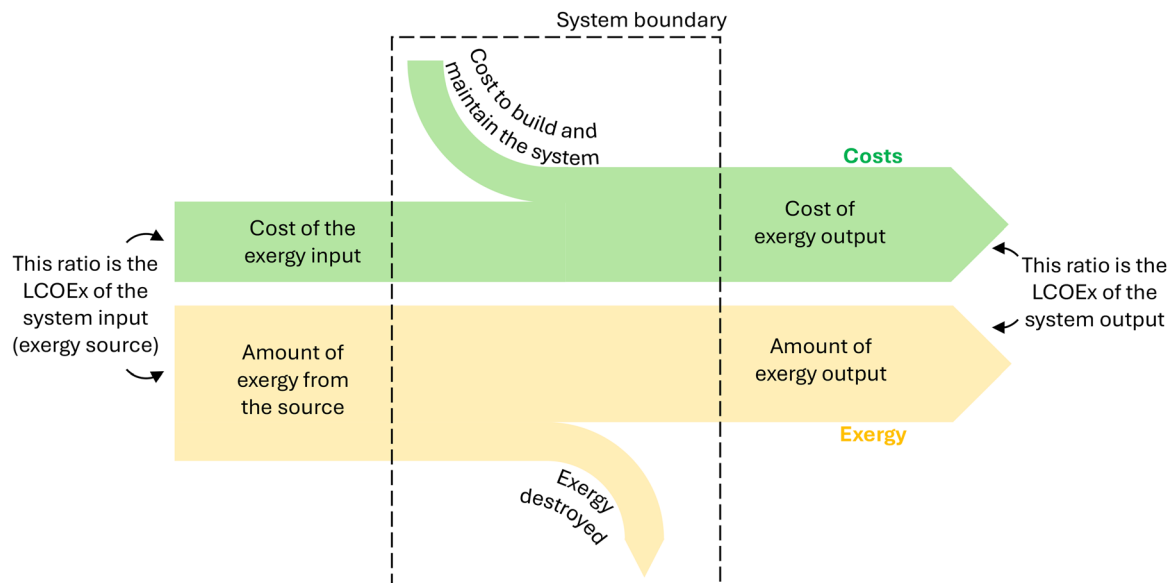 System boundary
Cost to build and
maintain the system
Costs
Cost of the
exergy input
Cost of
exergy output
This ratio is the
LCOEx of the
system input
(exergy source)
This ratio is the
LCOEx of the
system output
Amount of
exergy from
the source
Amount of
exergy output
Exergy
Exergy
destroyed